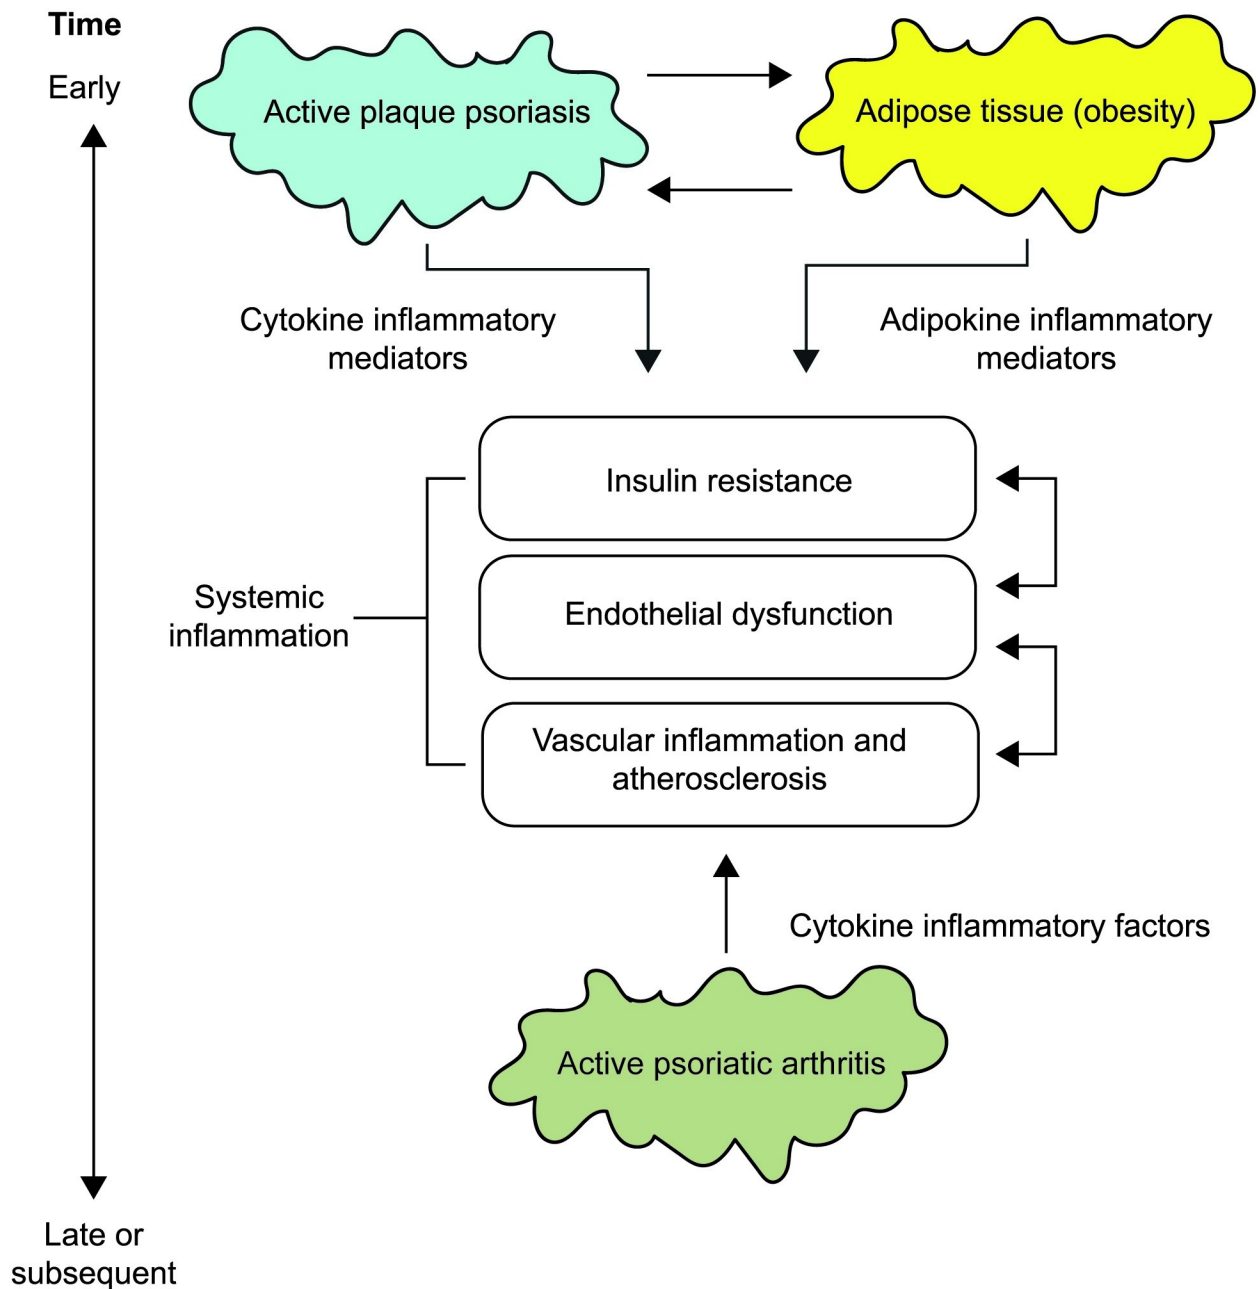 Time
Early
Active plaque psoriasis
Adipose tissue (obesity)
Cytokine inflammatory
mediators
Adipokine inflammatory
mediators
Insulin resistance
Endothelial dysfunction
Systemic
inflammation
Vascular inflammation and
atherosclerosis
Cytokine inflammatory factors
Active psoriatic arthritis
Late or
subsequent